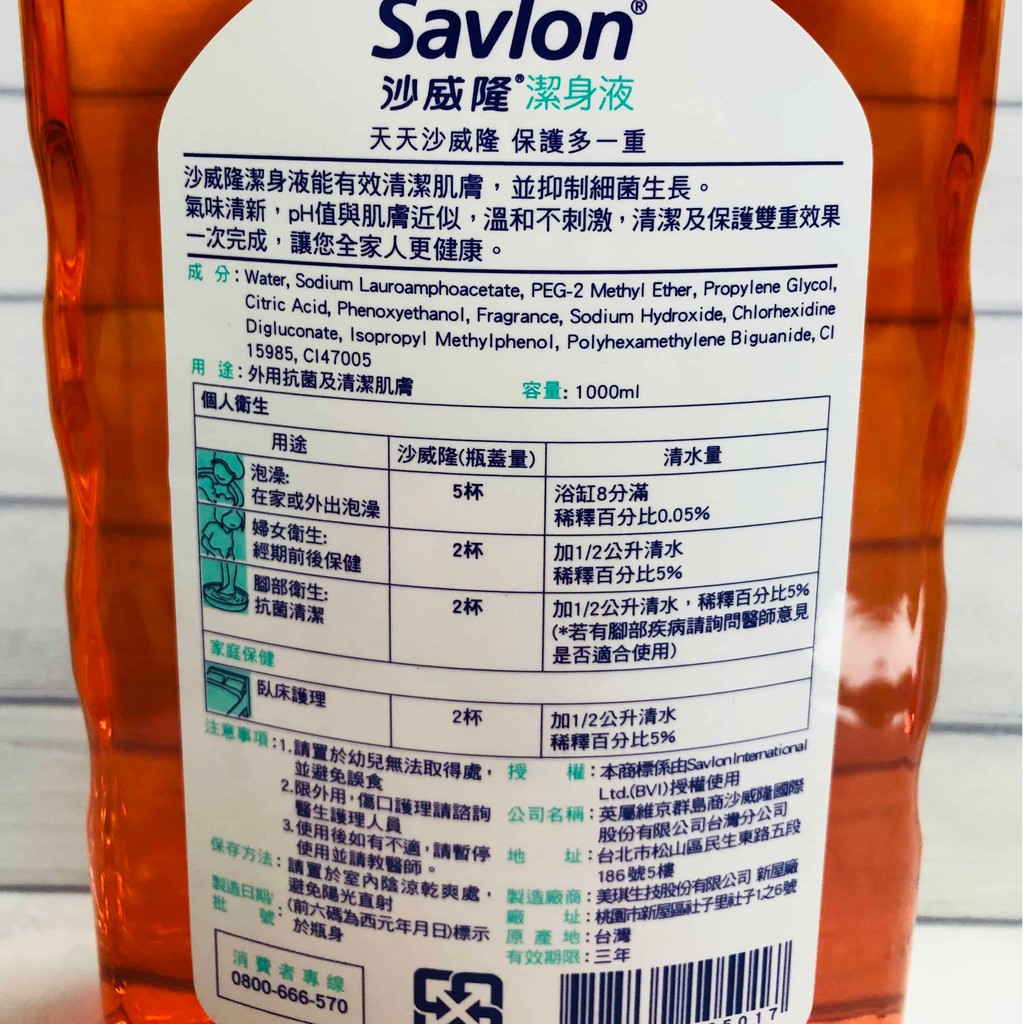 Savlon®
沙威隆®潔身液
天天沙威隆 保護多一重
沙威隆潔身液能有效清潔肌膚,並抑制細菌生長。
氣味清新,pH值與肌膚近似,溫和不刺激,清潔及保護雙重效果
一次完成,讓您全家人更健康。
成分:Water, Sodium Lauroamphoacetate, PEG-2 Methyl Ether, Propylene Glycol,
Citric Acid, Phenoxyethanol, Fragrance, Sodium Hydroxide, Chlorhexidine
Digluconate, Isopropyl Methylphenol, Polyhexamethylene Biguanide, CI
15985, CI47005
用途:外用抗菌及清潔肌膚 容量:1000ml
個人衛生
用途 沙威隆(瓶蓋量) 清水量
泡澡:
在家或外出泡澡
5杯
浴缸8分滿
稀釋百分比0.05%
婦女衛生:
經期前後保健
2杯
加1/2公升清水
稀釋百分比5%
腳部衛生:
抗菌清潔
2杯
加1/2公升清水,稀釋百分比5%
(*若有腳部疾病請詢問醫師意見
是否適合使用)
家庭保健
臥床護理
2杯
加1/2公升清水
稀釋百分比5%
注意事項:1.請置於幼兒無法取得處,
並避免誤食
2.限外用,傷口護理請諮詢
醫生護理人員
3.使用後如有不適,請暫停
使用並請教醫師。
保存方法:請置於室內陰涼乾爽處,
避免陽光直射
製造日期/
批號:(前六碼為西元年月日)標示
於瓶身
消費者專線
0800-666-570
授權:本商標係由Savlon International
Ltd.(BVI)授權使用
公司名稱:英屬維京群島商沙威隆國際
股份有限公司台灣分公司
地址:台北市松山區民生東路五段
186號5樓
製造廠商:美琪生技股份有限公司 新屋廠
廠址:桃園市新屋區社子里社子1,2,6號
原產地:台灣
有效期限:三年
5017